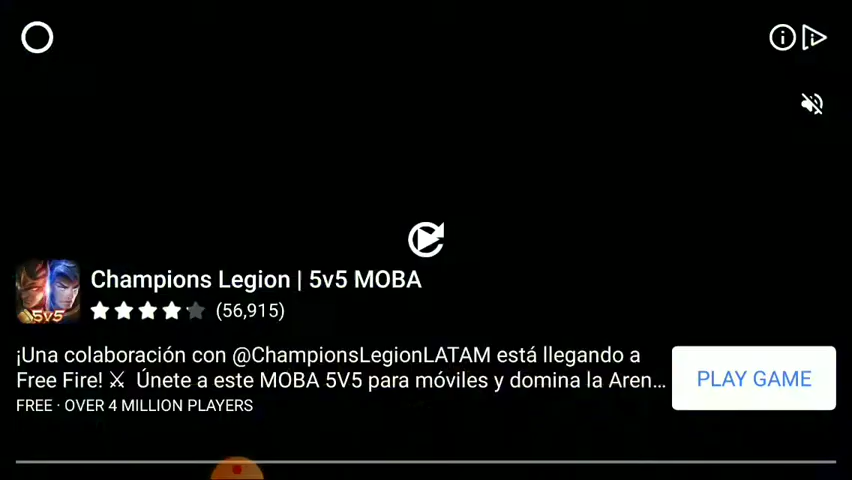 Champions Legion | 5v5 MOBA
5v5
(56,915)
¡Una colaboración con @ChampionsLegionLATAM está llegando a
Free Fire! ⚔ Únete a este MOBA 5V5 para móviles y domina la Aren...
PLAY GAME
FREE · OVER 4 MILLION PLAYERS